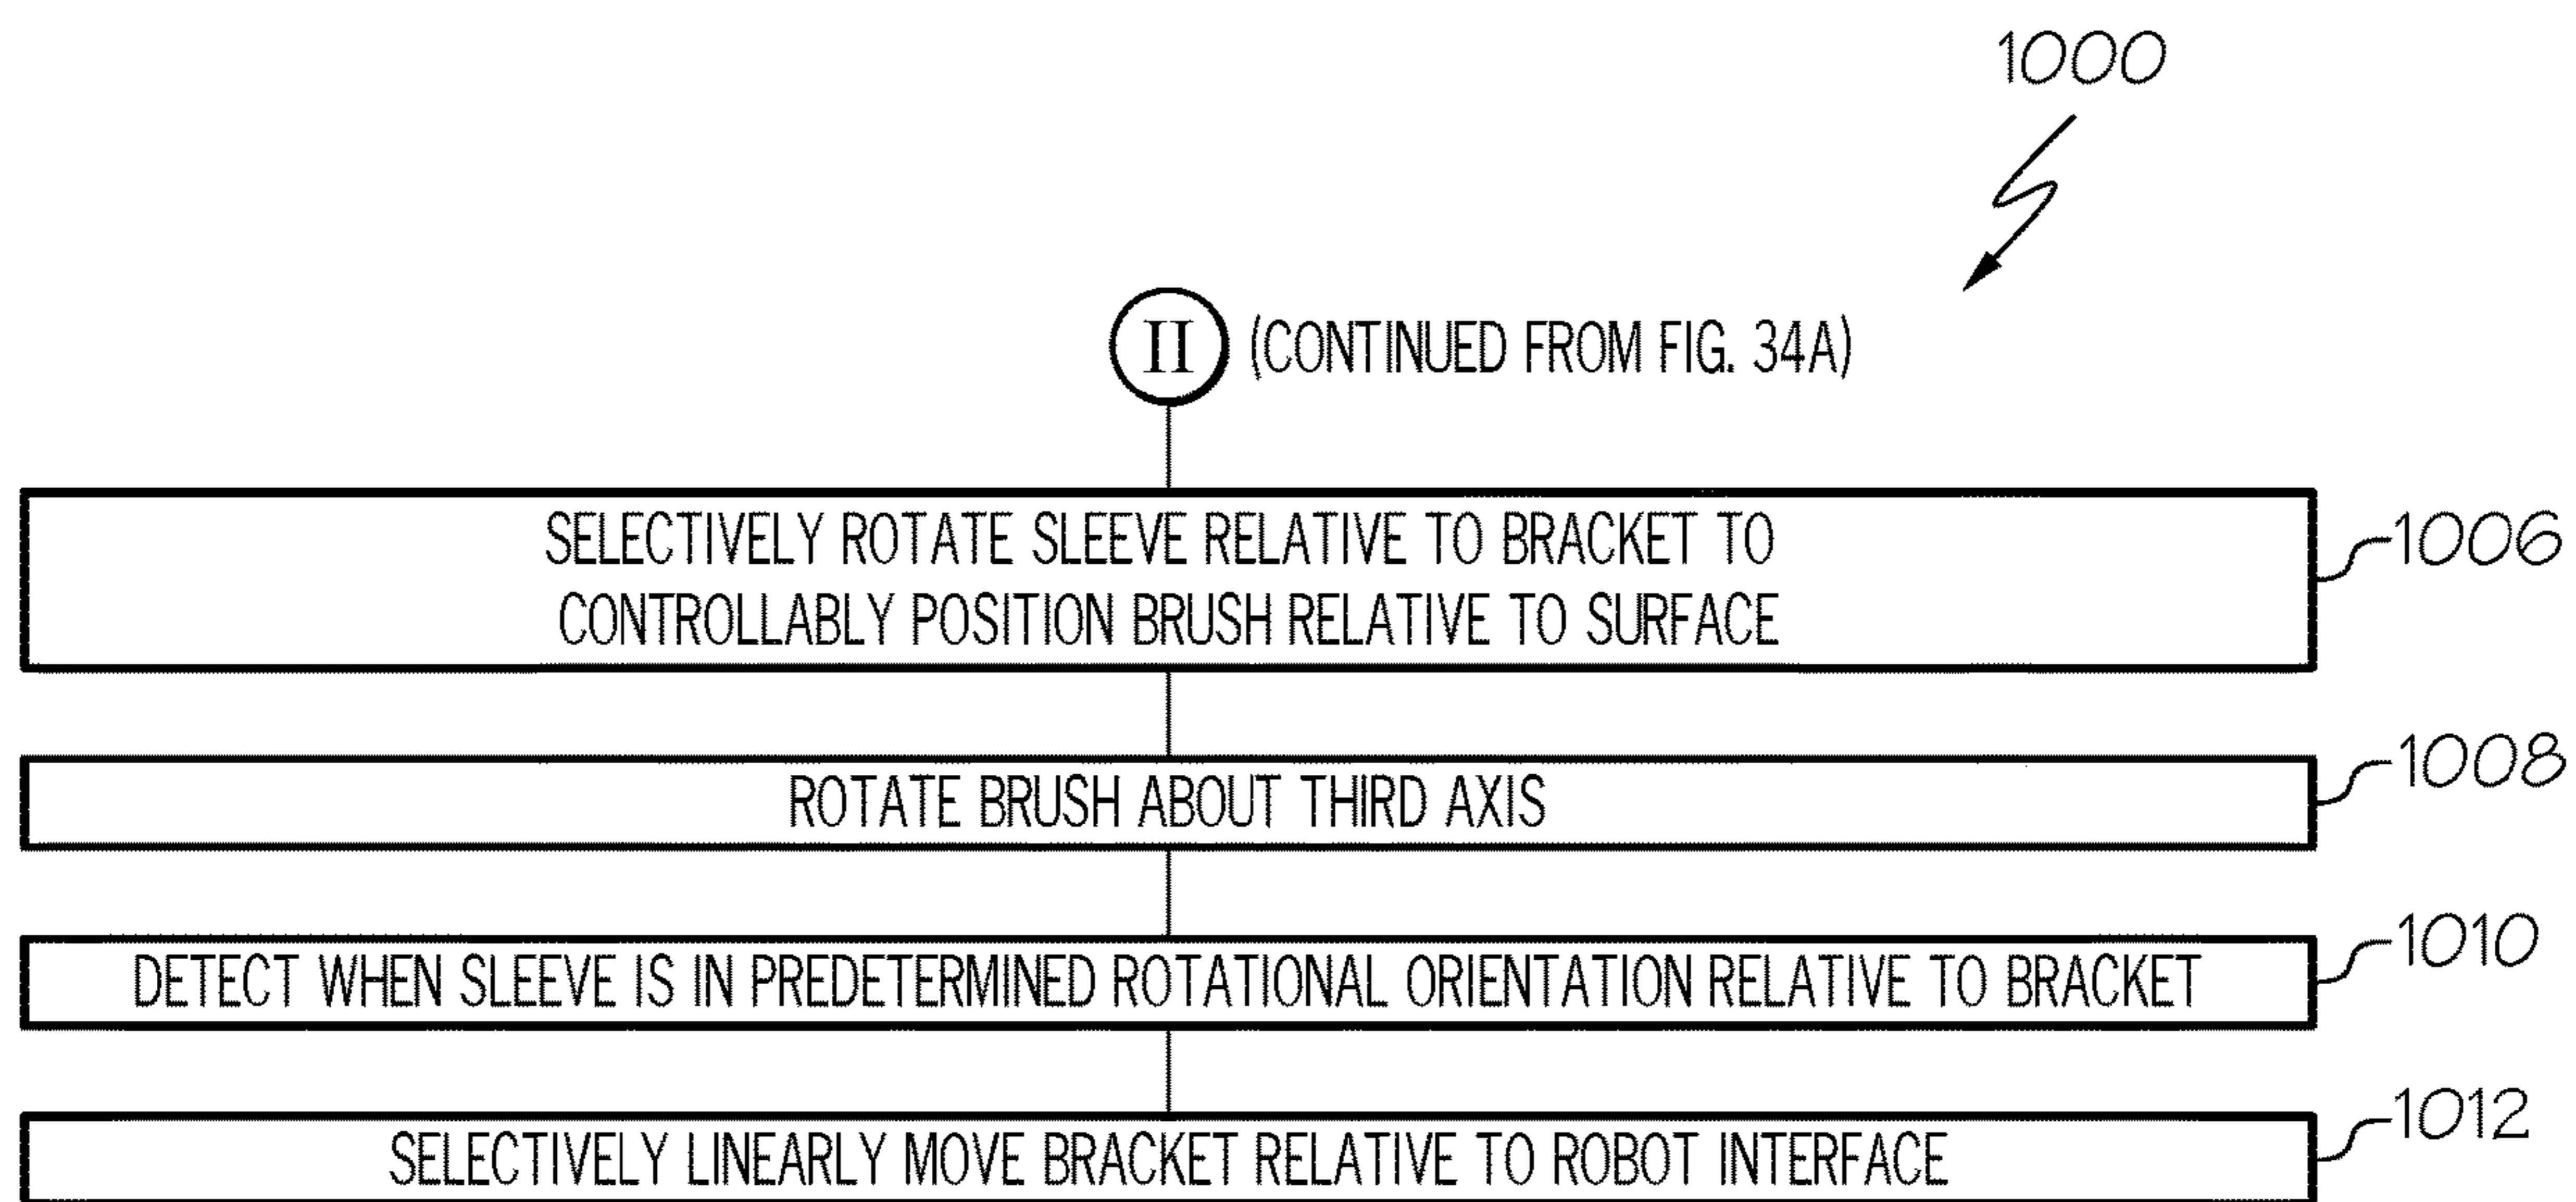 1000
II (CONTINUED FROM FIG. 34A)
SELECTIVELY ROTATE SLEEVE RELATIVE TO BRACKET TO
CONTROLLABLY POSITION BRUSH RELATIVE TO SURFACE
1006
ROTATE BRUSH ABOUT THIRD AXIS
1008
DETECT WHEN SLEEVE IS IN PREDETERMINED ROTATIONAL ORIENTATION RELATIVE TO BRACKET
1010
SELECTIVELY LINEARLY MOVE BRACKET RELATIVE TO ROBOT INTERFACE
1012